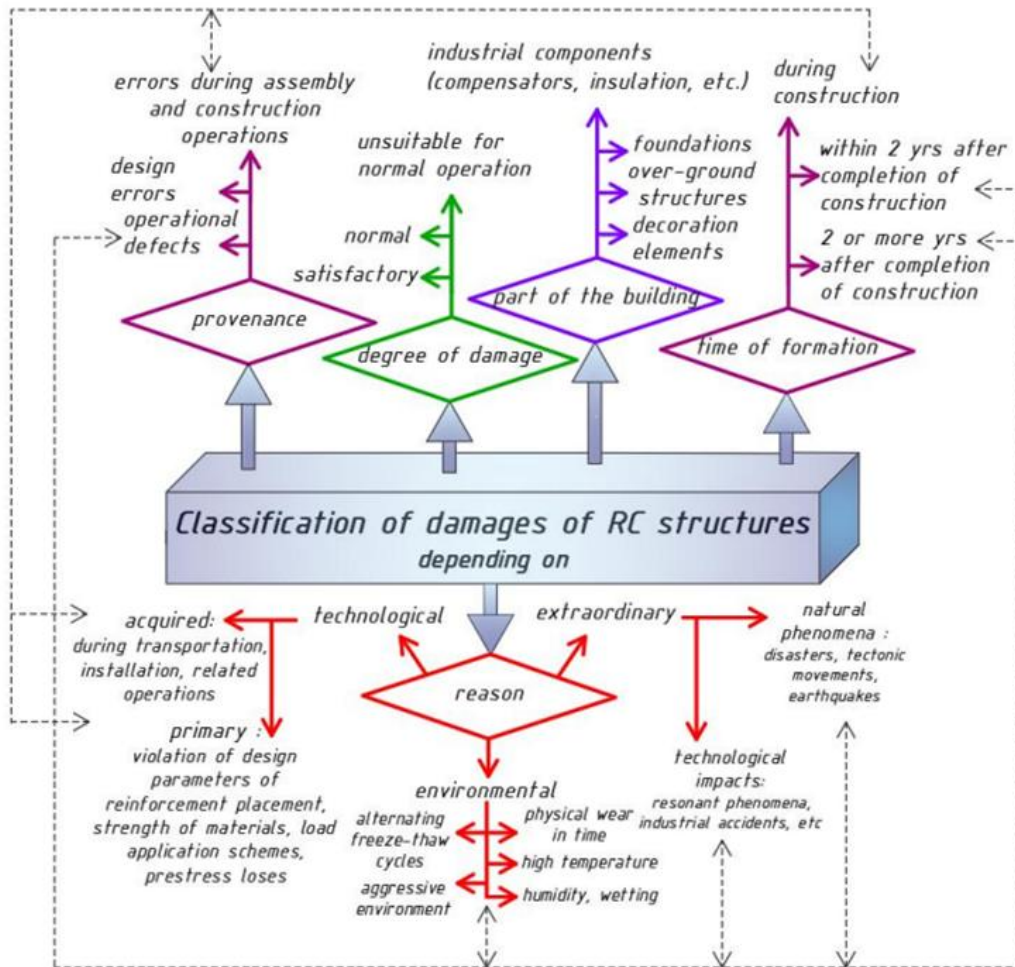 industrial components
(compensators, insulation, etc.)
errors during assembly
and construction
operations
during
construction
unsuitable for
normal operation
design
errors
operational
defects
normal
satisfactory
foundations
over-ground
structures
decoration
elements
within 2 yrs after
completion of
construction
2 or more yrs
after completion
of construction
provenance
degree of damage
part of the building
time of formation
Classification of damages of RC structures
depending on
acquired:
during transportation,
installation, related
operations
technological
extraordinary
natural
phenomena :
disasters, tectonic
movements,
earthquakes
reason
primary :
violation of design
parameters of
reinforcement placement,
strength of materials, load
application schemes,
prestress loses
technological
impacts:
resonant phenomena,
industrial accidents, etc
environmental
alternating
freeze-thaw
cycles
aggressive
environment
physical wear
in time
high temperature
humidity, wetting